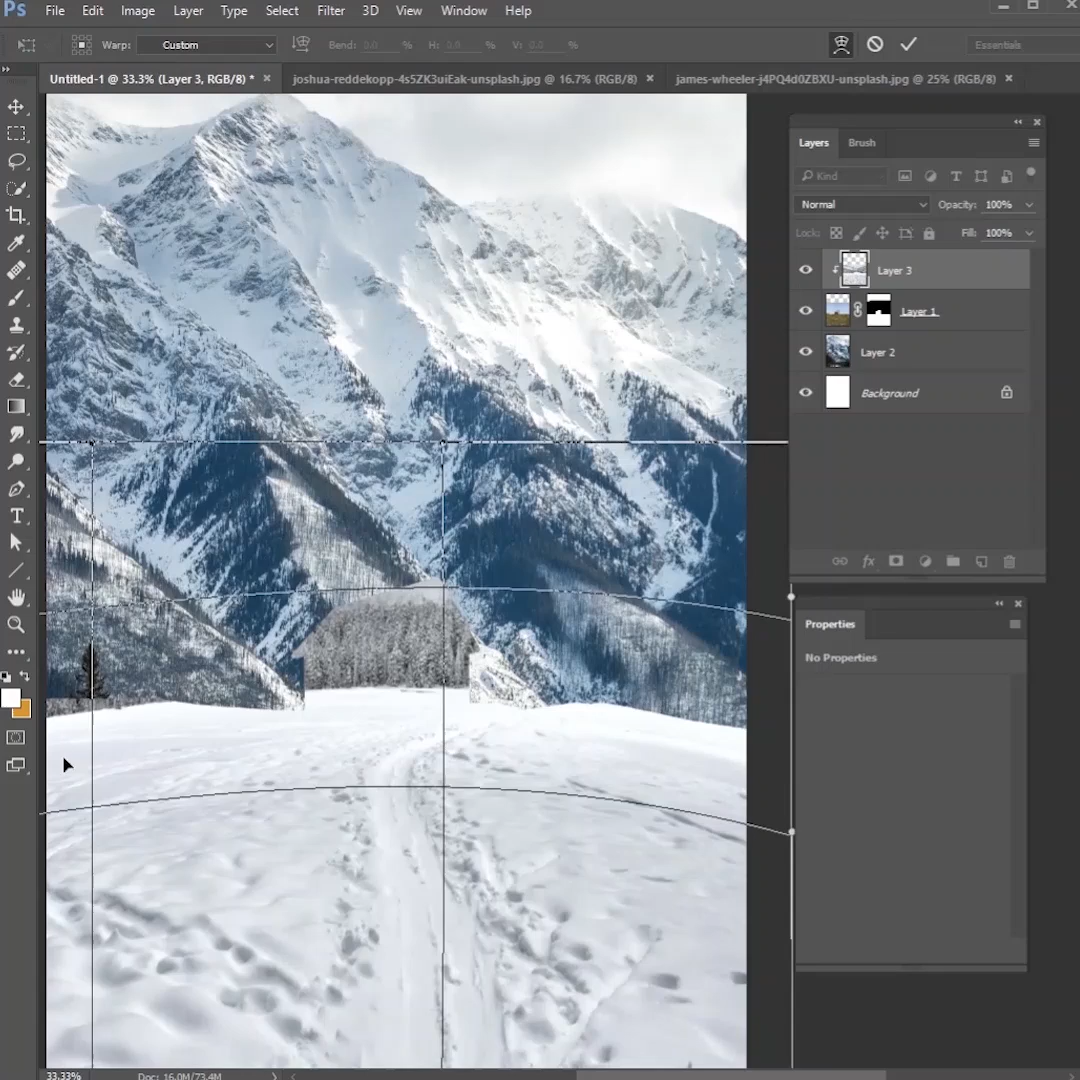 Ps File Edit Image Layer Type Select Filter 3D View Window Help
Warp: Custom Bend: 0.0 % H: 0.0 % V: 0.0 % Essentials
Untitled-1 @ 33.3% (Layer 3, RGB/8) * × joshua-reddekopp-4s5ZK3uiEak-unsplash.jpg @ 16.7% (RGB/8) × james-wheeler-j4PQ4d0ZBXU-unsplash.jpg @ 25% (RGB/8) ×
Layers Brush
Kind
Normal Opacity: 100%
Lock: Fill: 100%
Layer 3
Layer 1
Layer 2
Background
fx
Properties
No Properties
33.33% Doc: 16.0M/73.4M